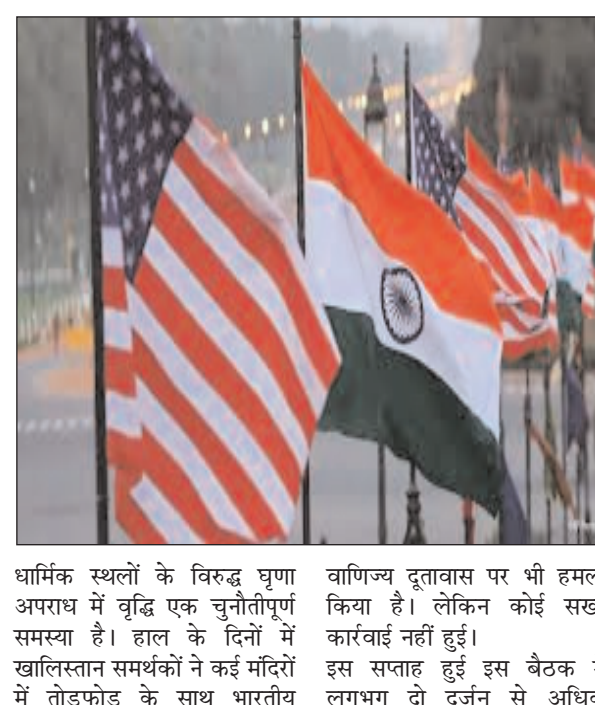 धार्मिक स्थलों के विरुद्ध घृणा
अपराध में वृद्धि एक चुनौतीपूर्ण
समस्या है। हाल के दिनों में
खालिस्तान समर्थकों ने कई मंदिरों
में तोड़फोड़ के साथ भारतीय
वाणिज्य दूतावास पर भी
किया है। लेकिन कोई
कार्रवाई नहीं हुई।
इस सप्ताह हुई इस बैठक
लगभग दो दर्जन से